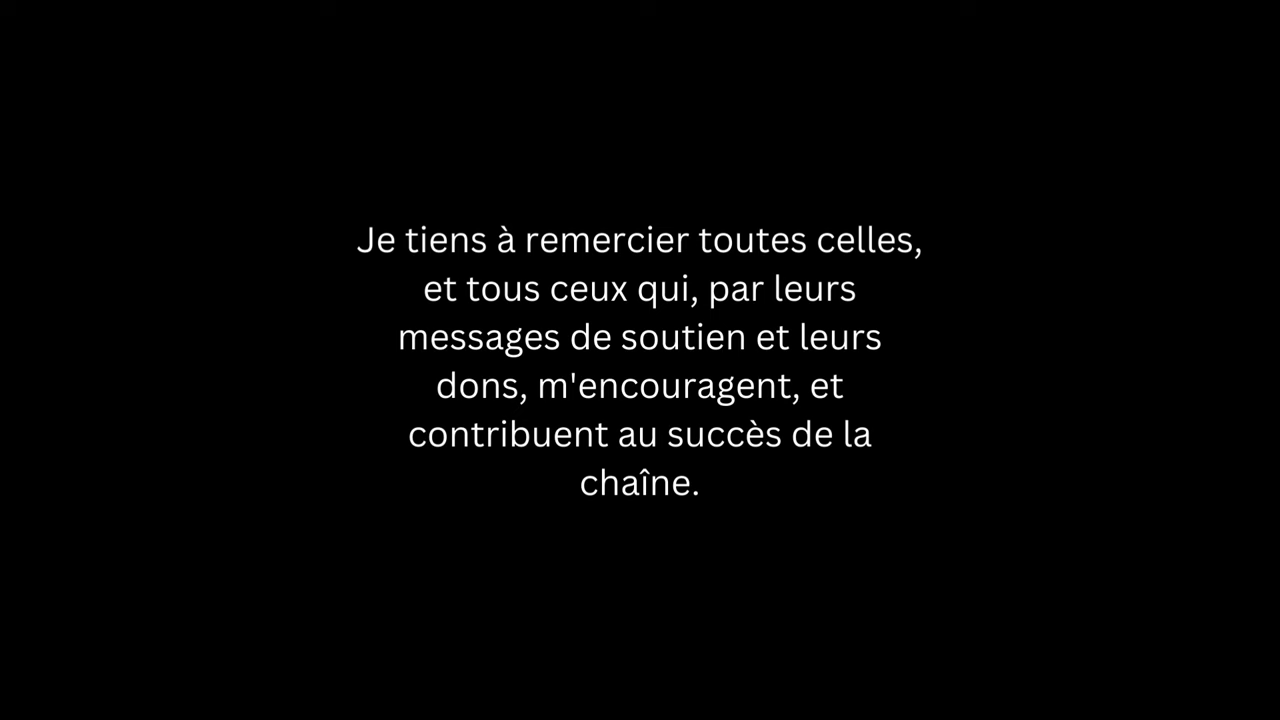 Je tiens à remercier toutes celles,
et tous ceux qui, par leurs
messages de soutien et leurs
dons, m'encouragent, et
contribuent au succès de la
chaîne.